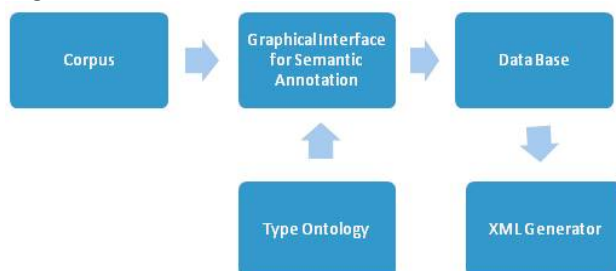 Corpus
Graphical Interface
for Semantic
Annotation
Data Base
Type Ontology
XML Generator